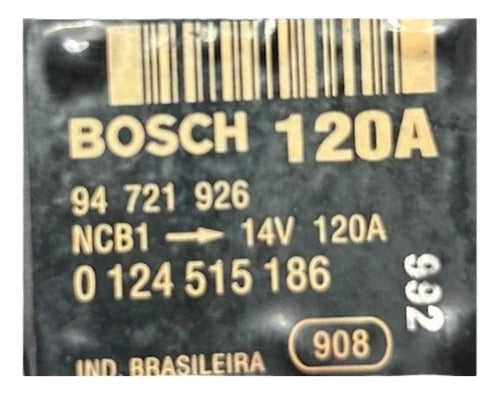 BOSCH 120A
94 721 926
NCB1 → 14V 120A
0 124 515 186
992
IND. BRASILEIRA 908